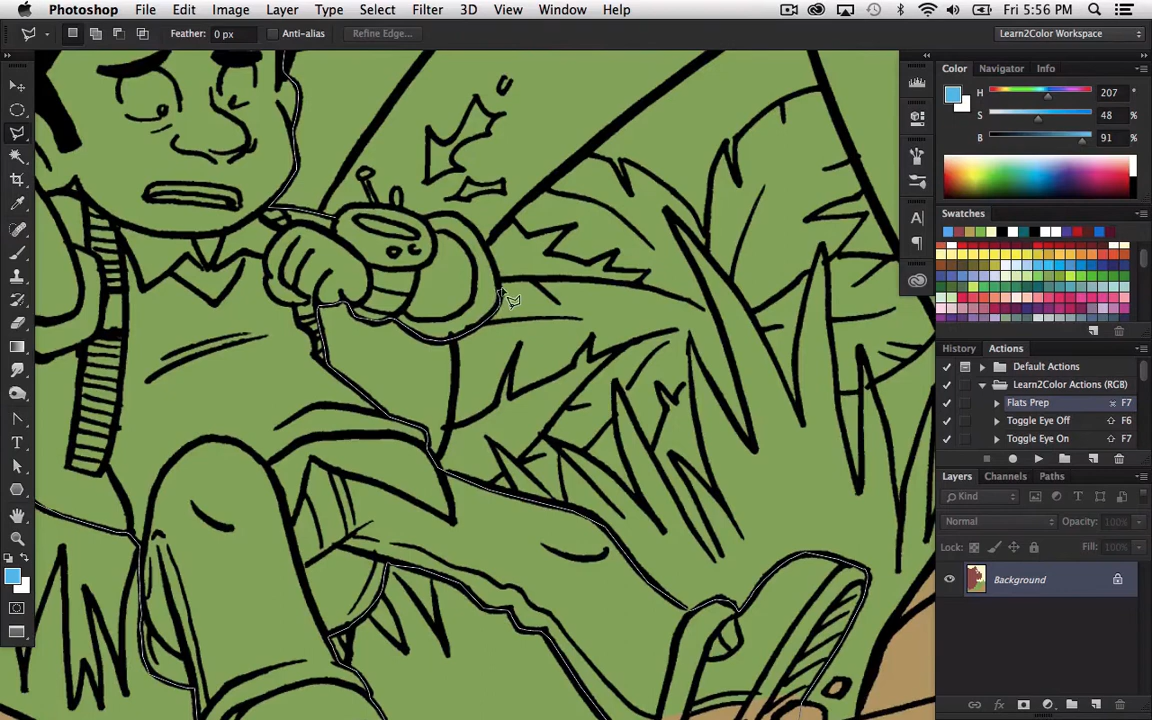 Photoshop File Edit Image Layer Type Select Filter 3D View Window Help Fri 5:56 PM
Feather: 0 px Anti-alias Refine Edge... Learn2Color Workspace
Color Navigator Info
H 207 °
S 48 %
B 91 %
Swatches
History Actions
Default Actions
Learn2Color Actions (RGB)
Flats Prep F7
Toggle Eye Off F6
Toggle Eye On F7
Layers Channels Paths
Kind
Normal Opacity: 100%
Lock: Fill: 100%
Background